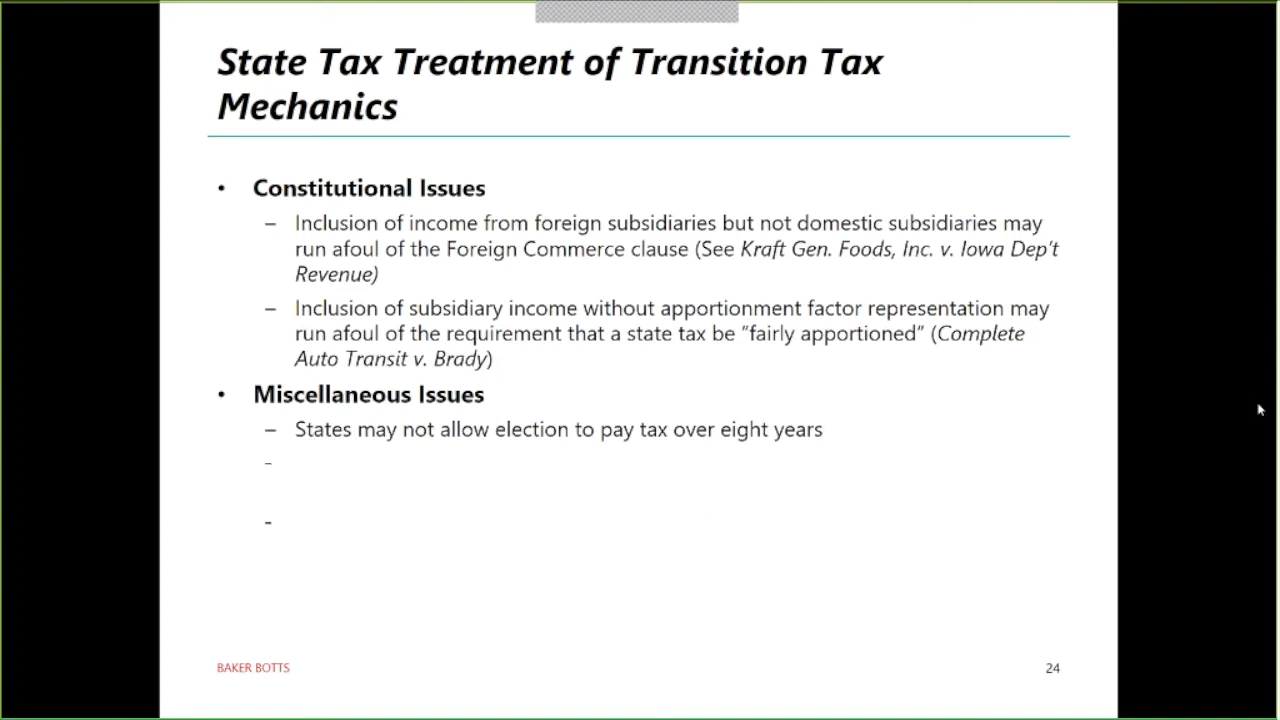 State Tax Treatment of Transition Tax
Mechanics
• Constitutional Issues
– Inclusion of income from foreign subsidiaries but not domestic subsidiaries may
run afoul of the Foreign Commerce clause (See Kraft Gen. Foods, Inc. v. Iowa Dep't
Revenue)
– Inclusion of subsidiary income without apportionment factor representation may
run afoul of the requirement that a state tax be “fairly apportioned” (Complete
Auto Transit v. Brady)
• Miscellaneous Issues
– States may not allow election to pay tax over eight years
-
-
BAKER BOTTS
24